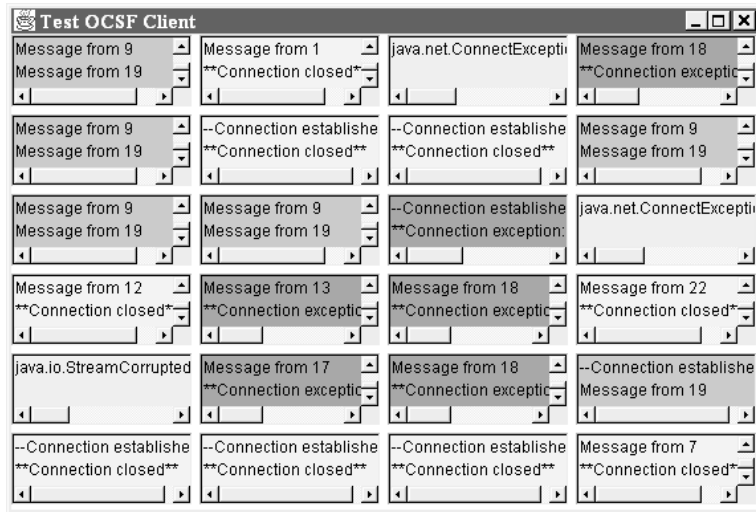 Test OCSF Client
Message from 9
Message from 19
Message from 1
**Connection closed*
java.net.ConnectExcepti
Message from 18
**Connection exceptic
Message from 9
Message from 19
--Connection establishe
**Connection closed**
--Connection establishe
**Connection closed**
Message from 9
Message from 19
Message from 9
Message from 19
Message from 9
Message from 19
--Connection establishe
**Connection exception:
java.net.ConnectExcepti
Message from 12
**Connection closed*
Message from 13
**Connection exceptic
Message from 18
**Connection exceptic
Message from 22
**Connection closed*
java.io.StreamCorrupted
Message from 17
**Connection exceptic
Message from 18
**Connection exceptic
--Connection establishe
Message from 19
--Connection establishe
**Connection closed**
--Connection establishe
**Connection closed**
--Connection establishe
**Connection closed**
Message from 7
**Connection closed*